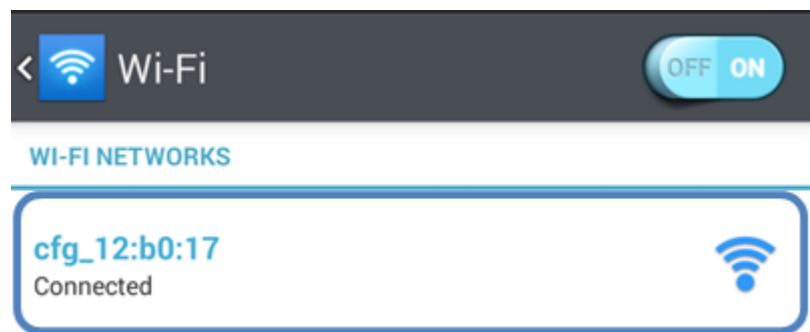 Wi-Fi OFF ON
WI-FI NETWORKS
cfg_12:b0:17
Connected